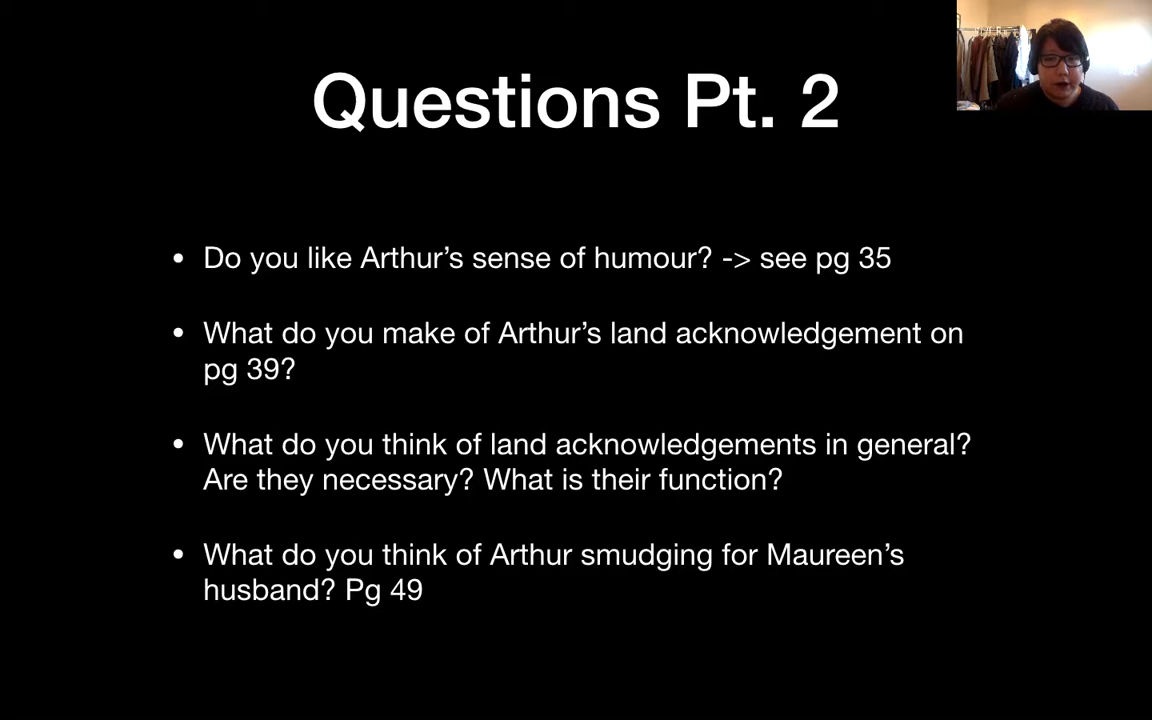 Questions Pt. 2
• Do you like Arthur’s sense of humour? -> see pg 35
• What do you make of Arthur’s land acknowledgement on
pg 39?
• What do you think of land acknowledgements in general?
Are they necessary? What is their function?
• What do you think of Arthur smudging for Maureen’s
husband? Pg 49